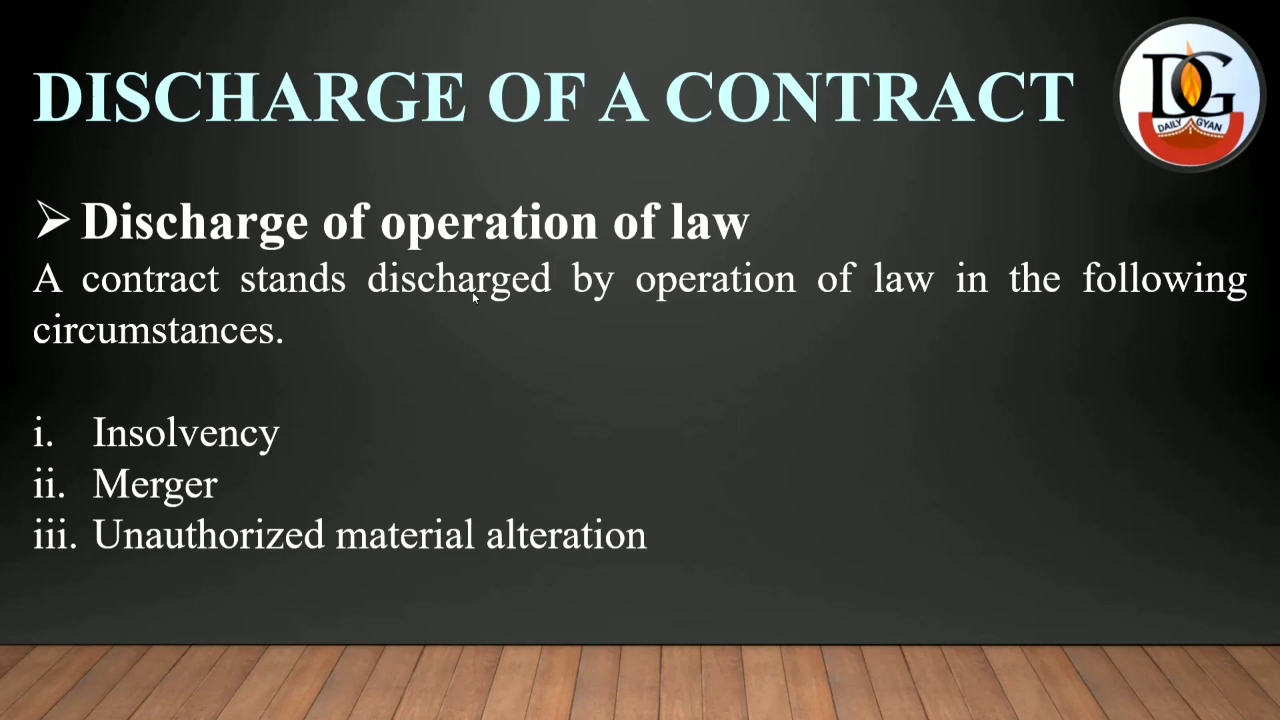 DISCHARGE OF A CONTRACT
DG
DAILY GYAN
➢ Discharge of operation of law
A contract stands discharged by operation of law in the following
circumstances.
i. Insolvency
ii. Merger
iii. Unauthorized material alteration